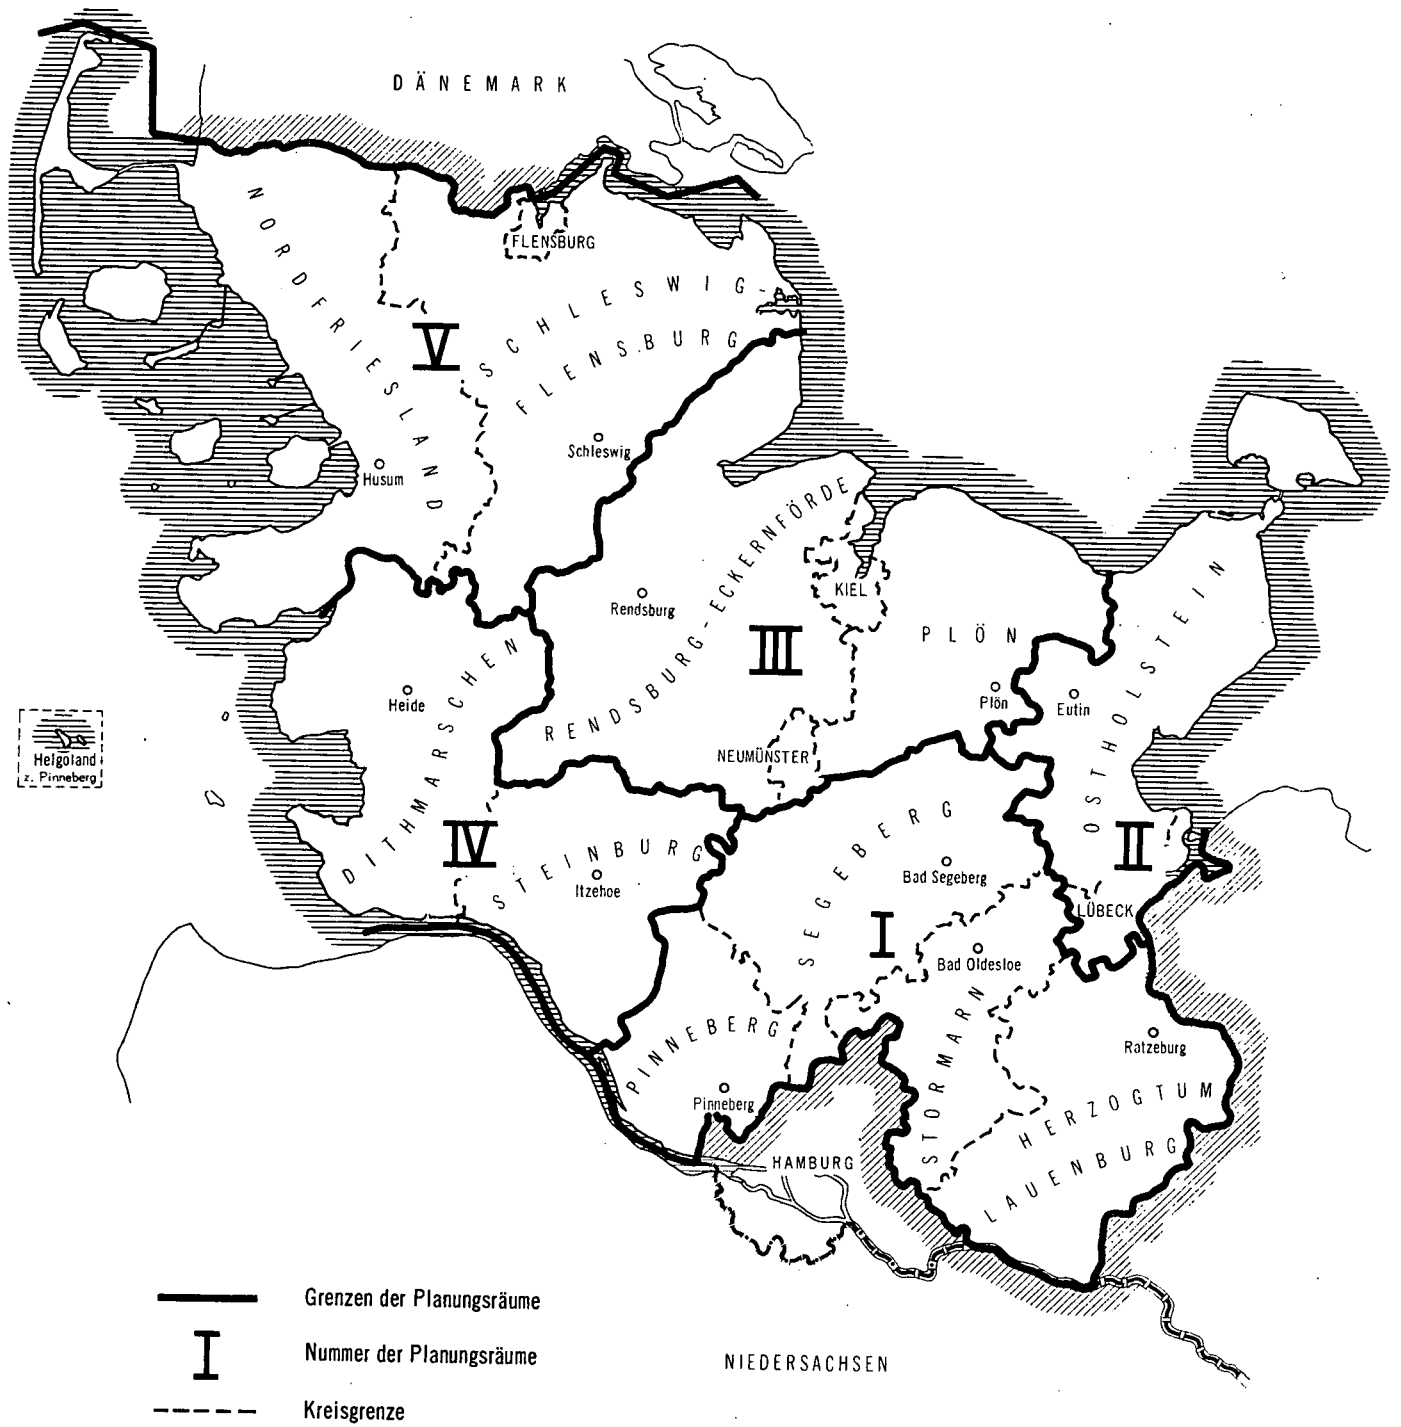 DÄNEMARK
NORDFRIESLAND
FLENSBURG
SCHLESWIG-
FLENSBURG
V
Schleswig
Husum
RENDSBURG-ECKERNFÖRDE
KIEL
Rendsburg
III
PLÖN
OSTHOLSTEIN
DITHMARSCHEN
Heide
Plön
Eutin
Helgoland
z. Pinneberg
NEUMÜNSTER
IV
STEINBURG
Itzehoe
SEGEBERG
Bad Segeberg
II
LÜBECK
I
Bad Oldesloe
PINNEBERG
STORMARN
Ratzeburg
Pinneberg
HERZOGTUM
LAUENBURG
HAMBURG
Grenzen der Planungsräume
I
Nummer der Planungsräume
NIEDERSACHSEN
Kreisgrenze